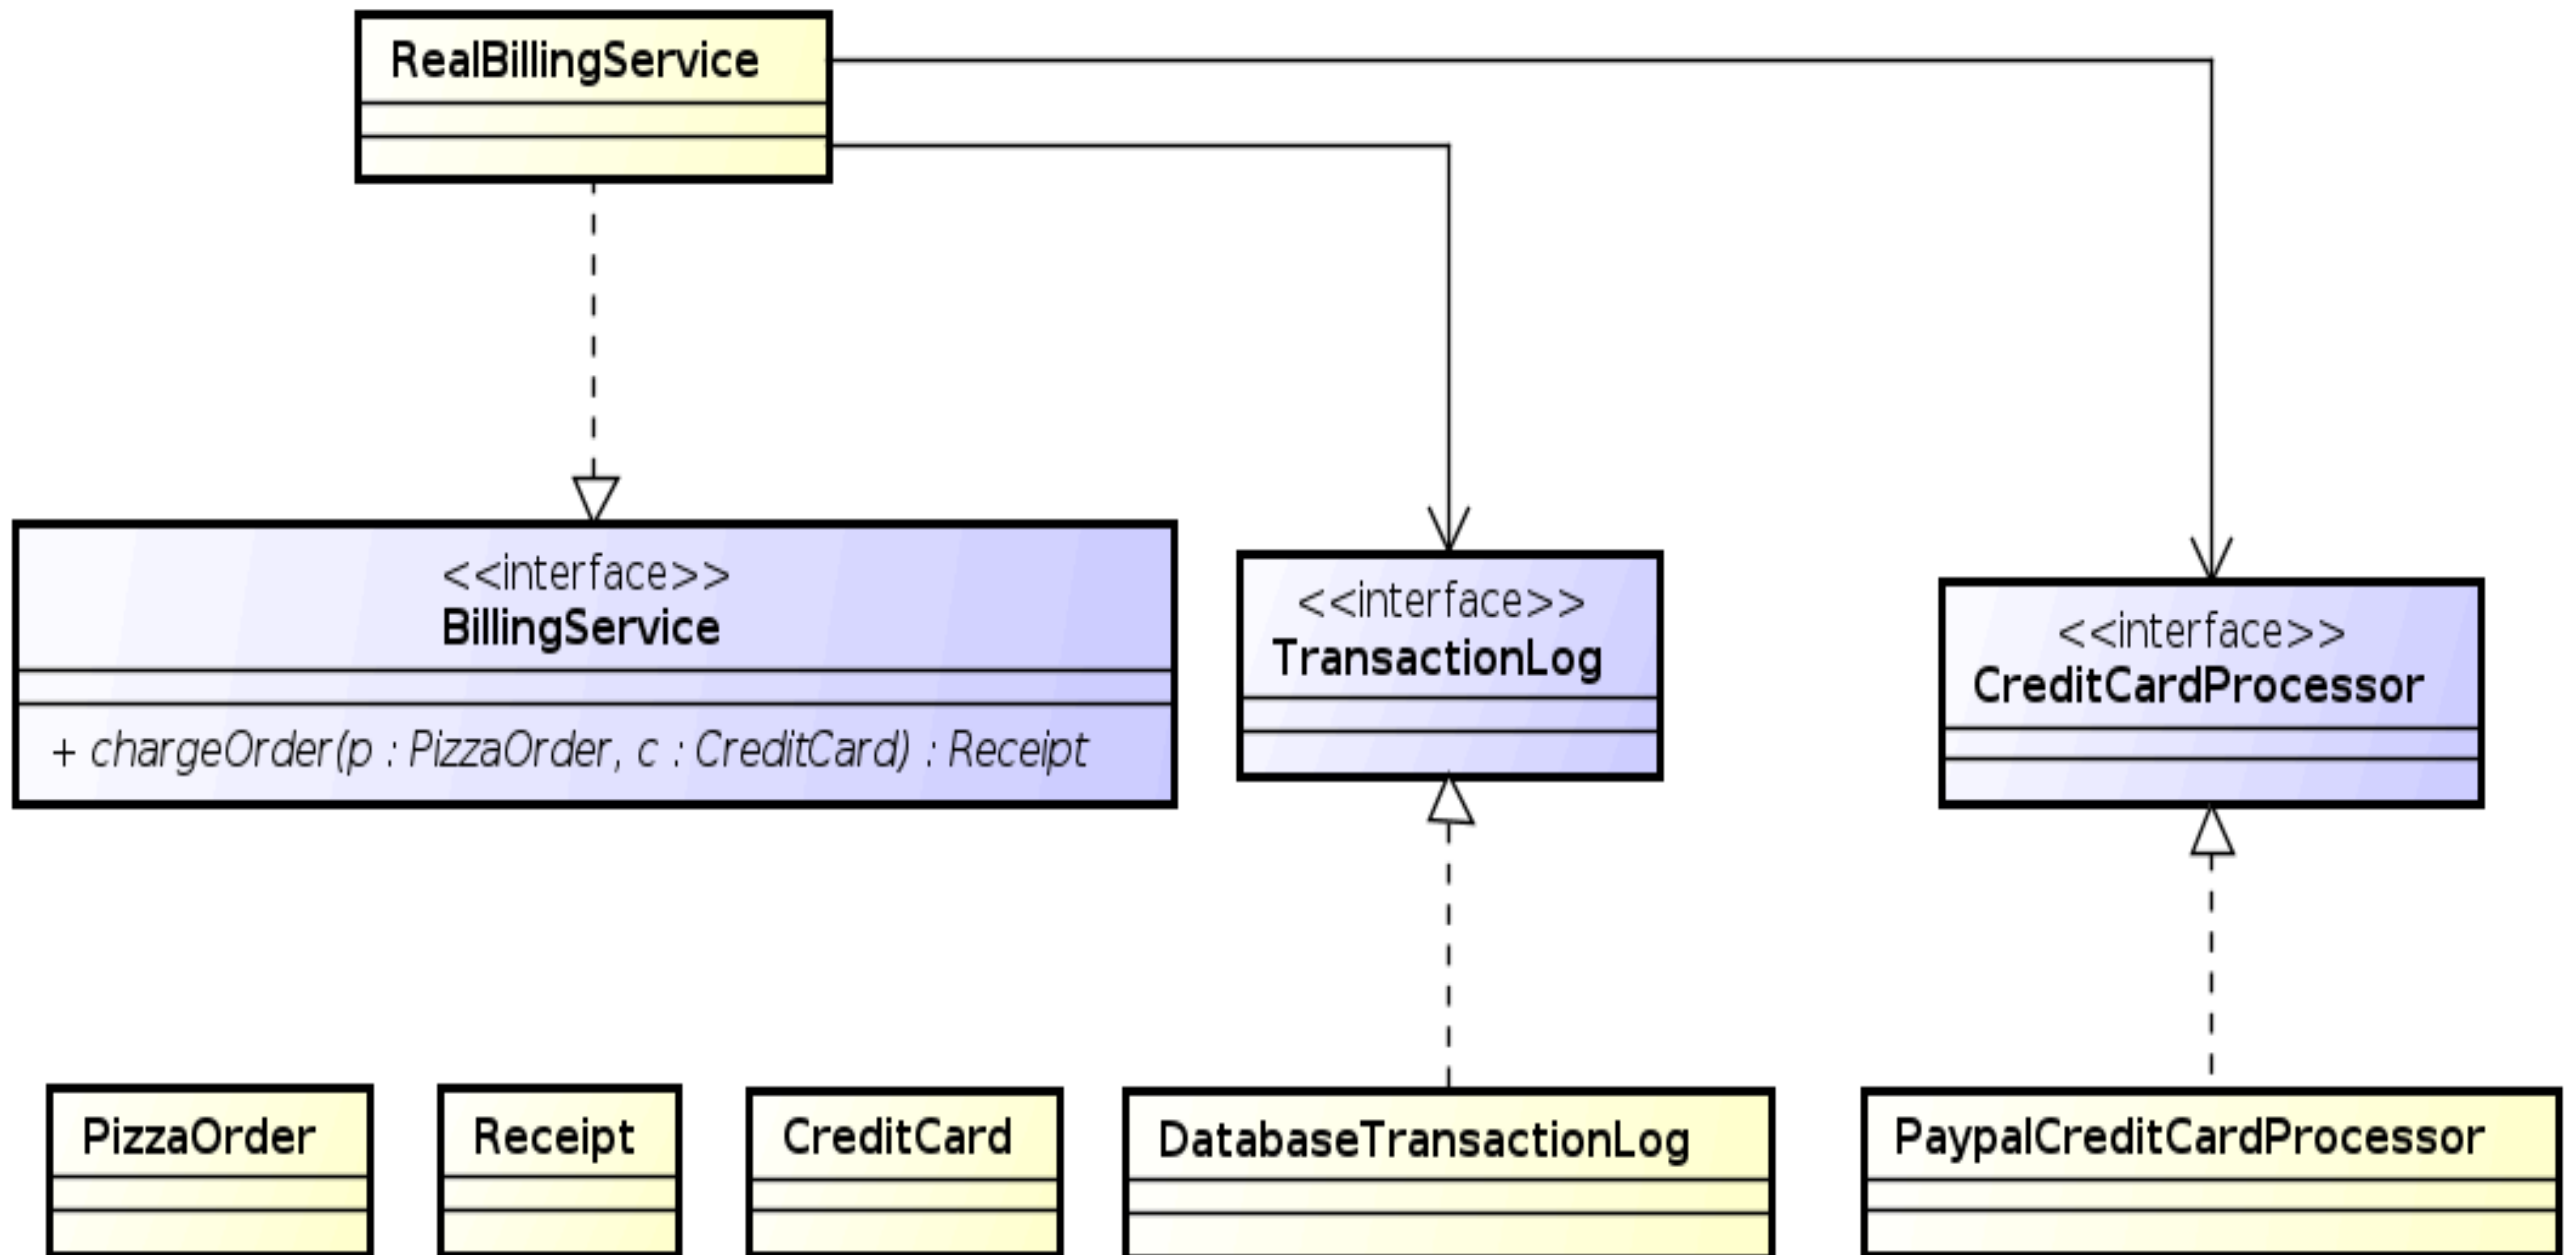 RealBillingService
<<interface>>
BillingService
+ chargeOrder(p : PizzaOrder, c : CreditCard) : Receipt
<<interface>>
TransactionLog
<<interface>>
CreditCardProcessor
PizzaOrder
Receipt
CreditCard
DatabaseTransactionLog
PaypalCreditCardProcessor